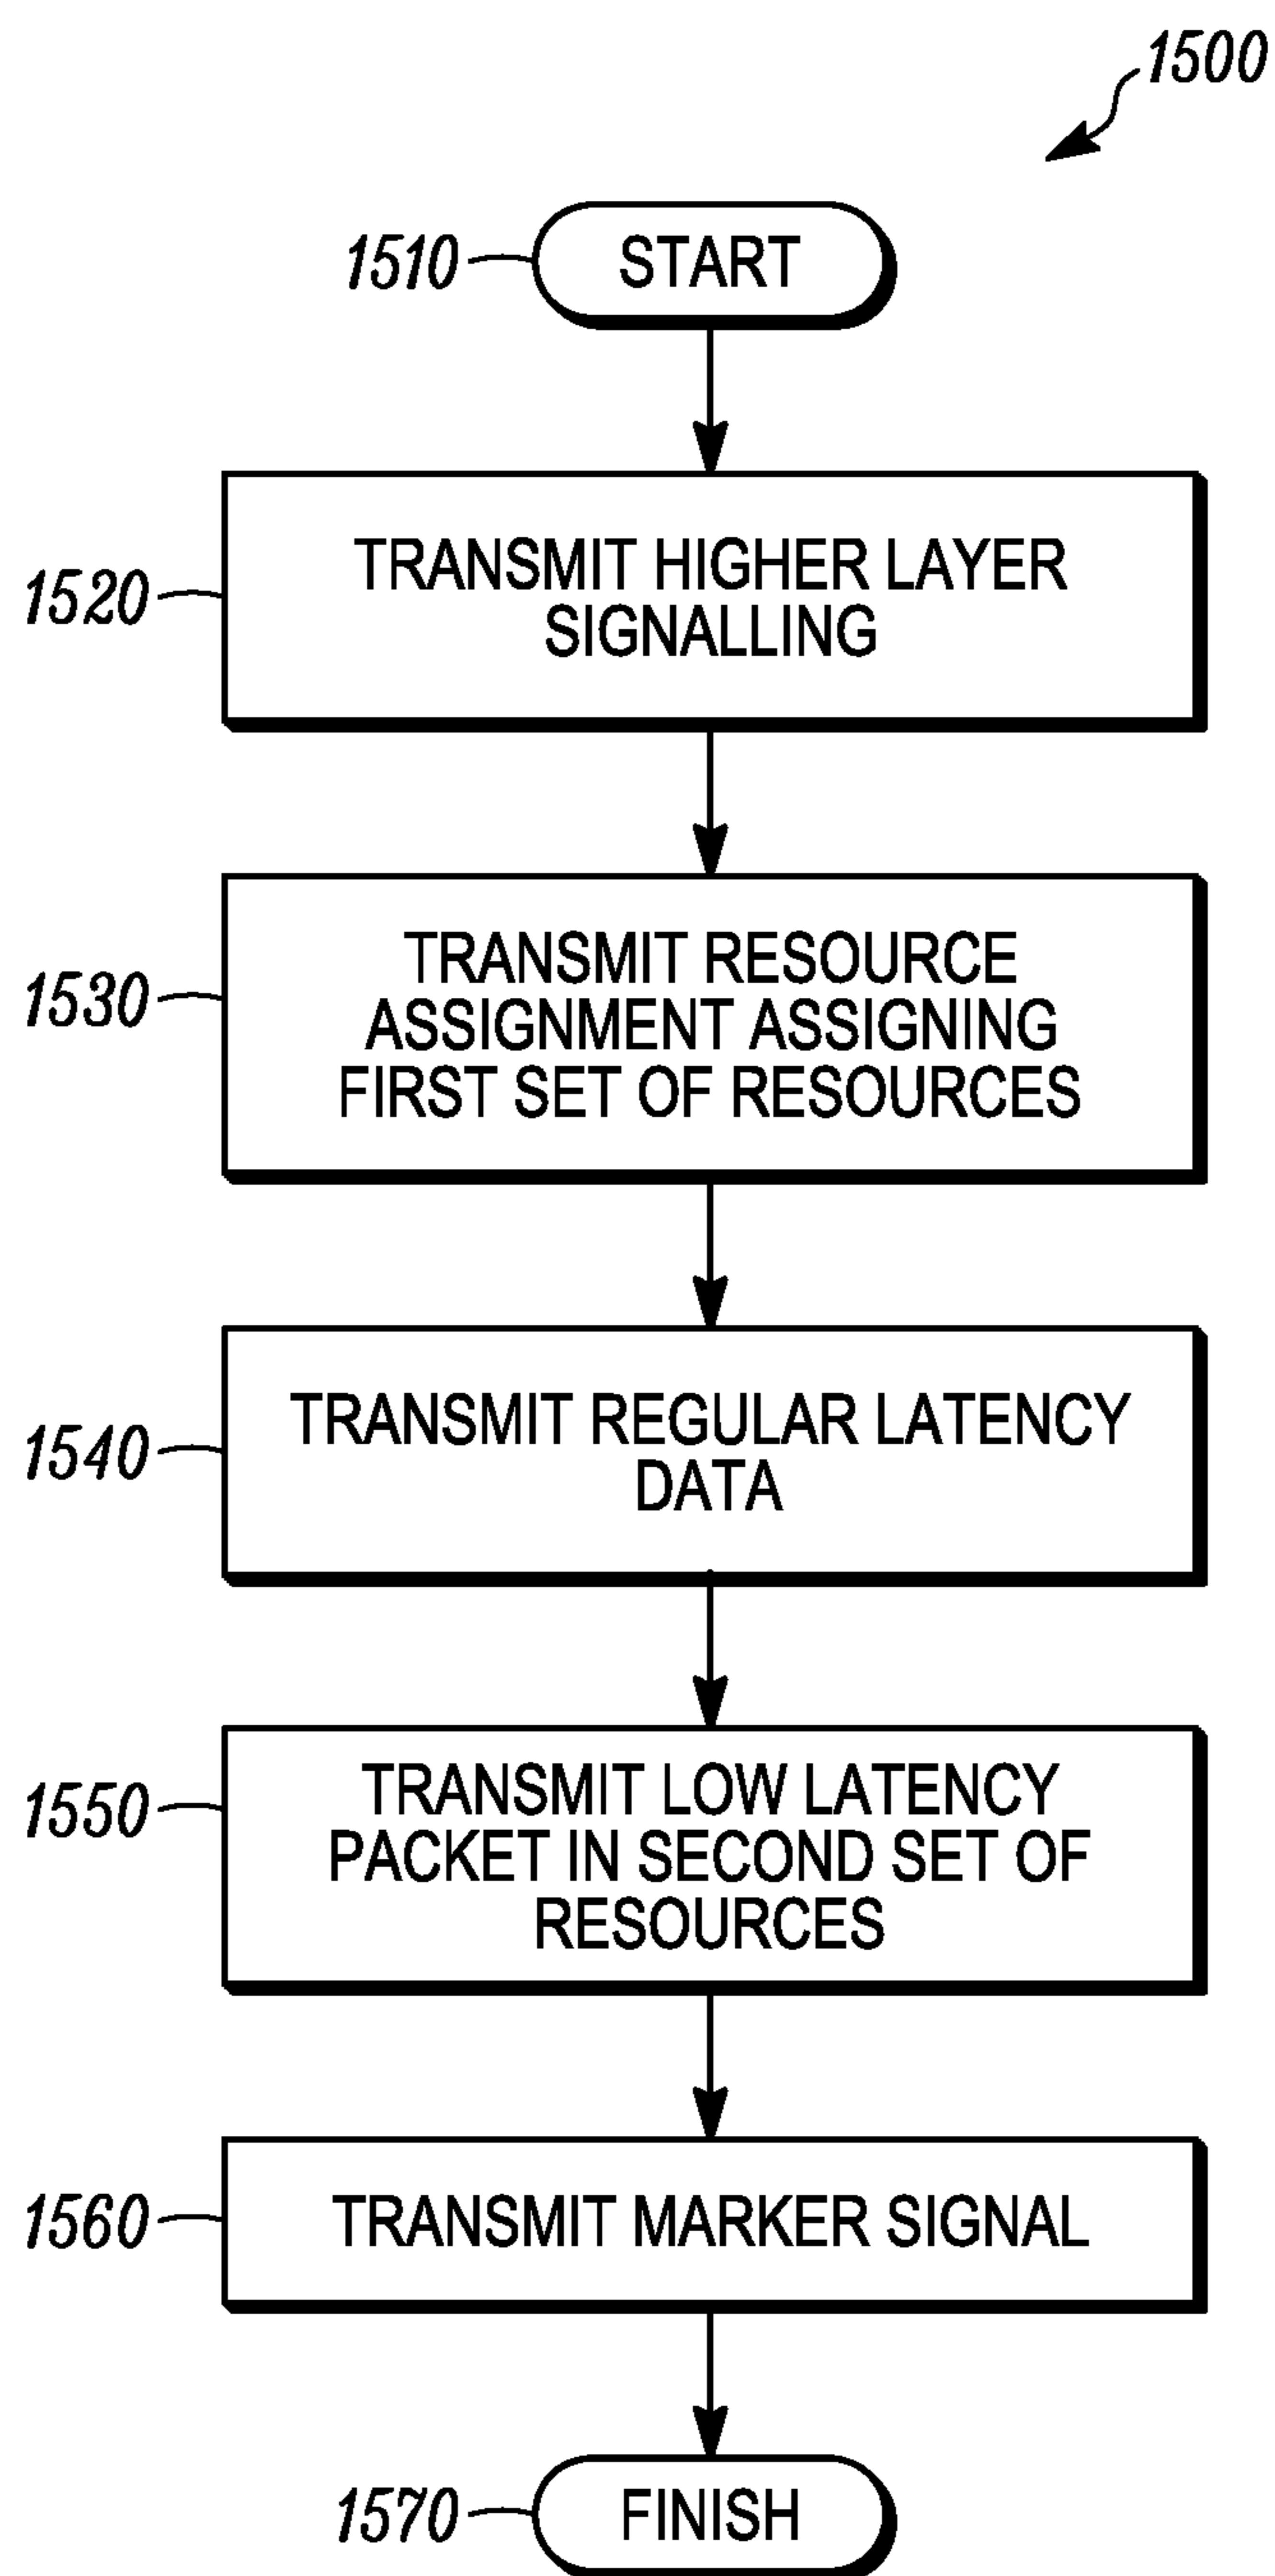 1500
1510
START
1520
TRANSMIT HIGHER LAYER
SIGNALLING
1530
TRANSMIT RESOURCE
ASSIGNMENT ASSIGNING
FIRST SET OF RESOURCES
1540
TRANSMIT REGULAR LATENCY
DATA
1550
TRANSMIT LOW LATENCY
PACKET IN SECOND SET OF
RESOURCES
1560
TRANSMIT MARKER SIGNAL
1570
FINISH